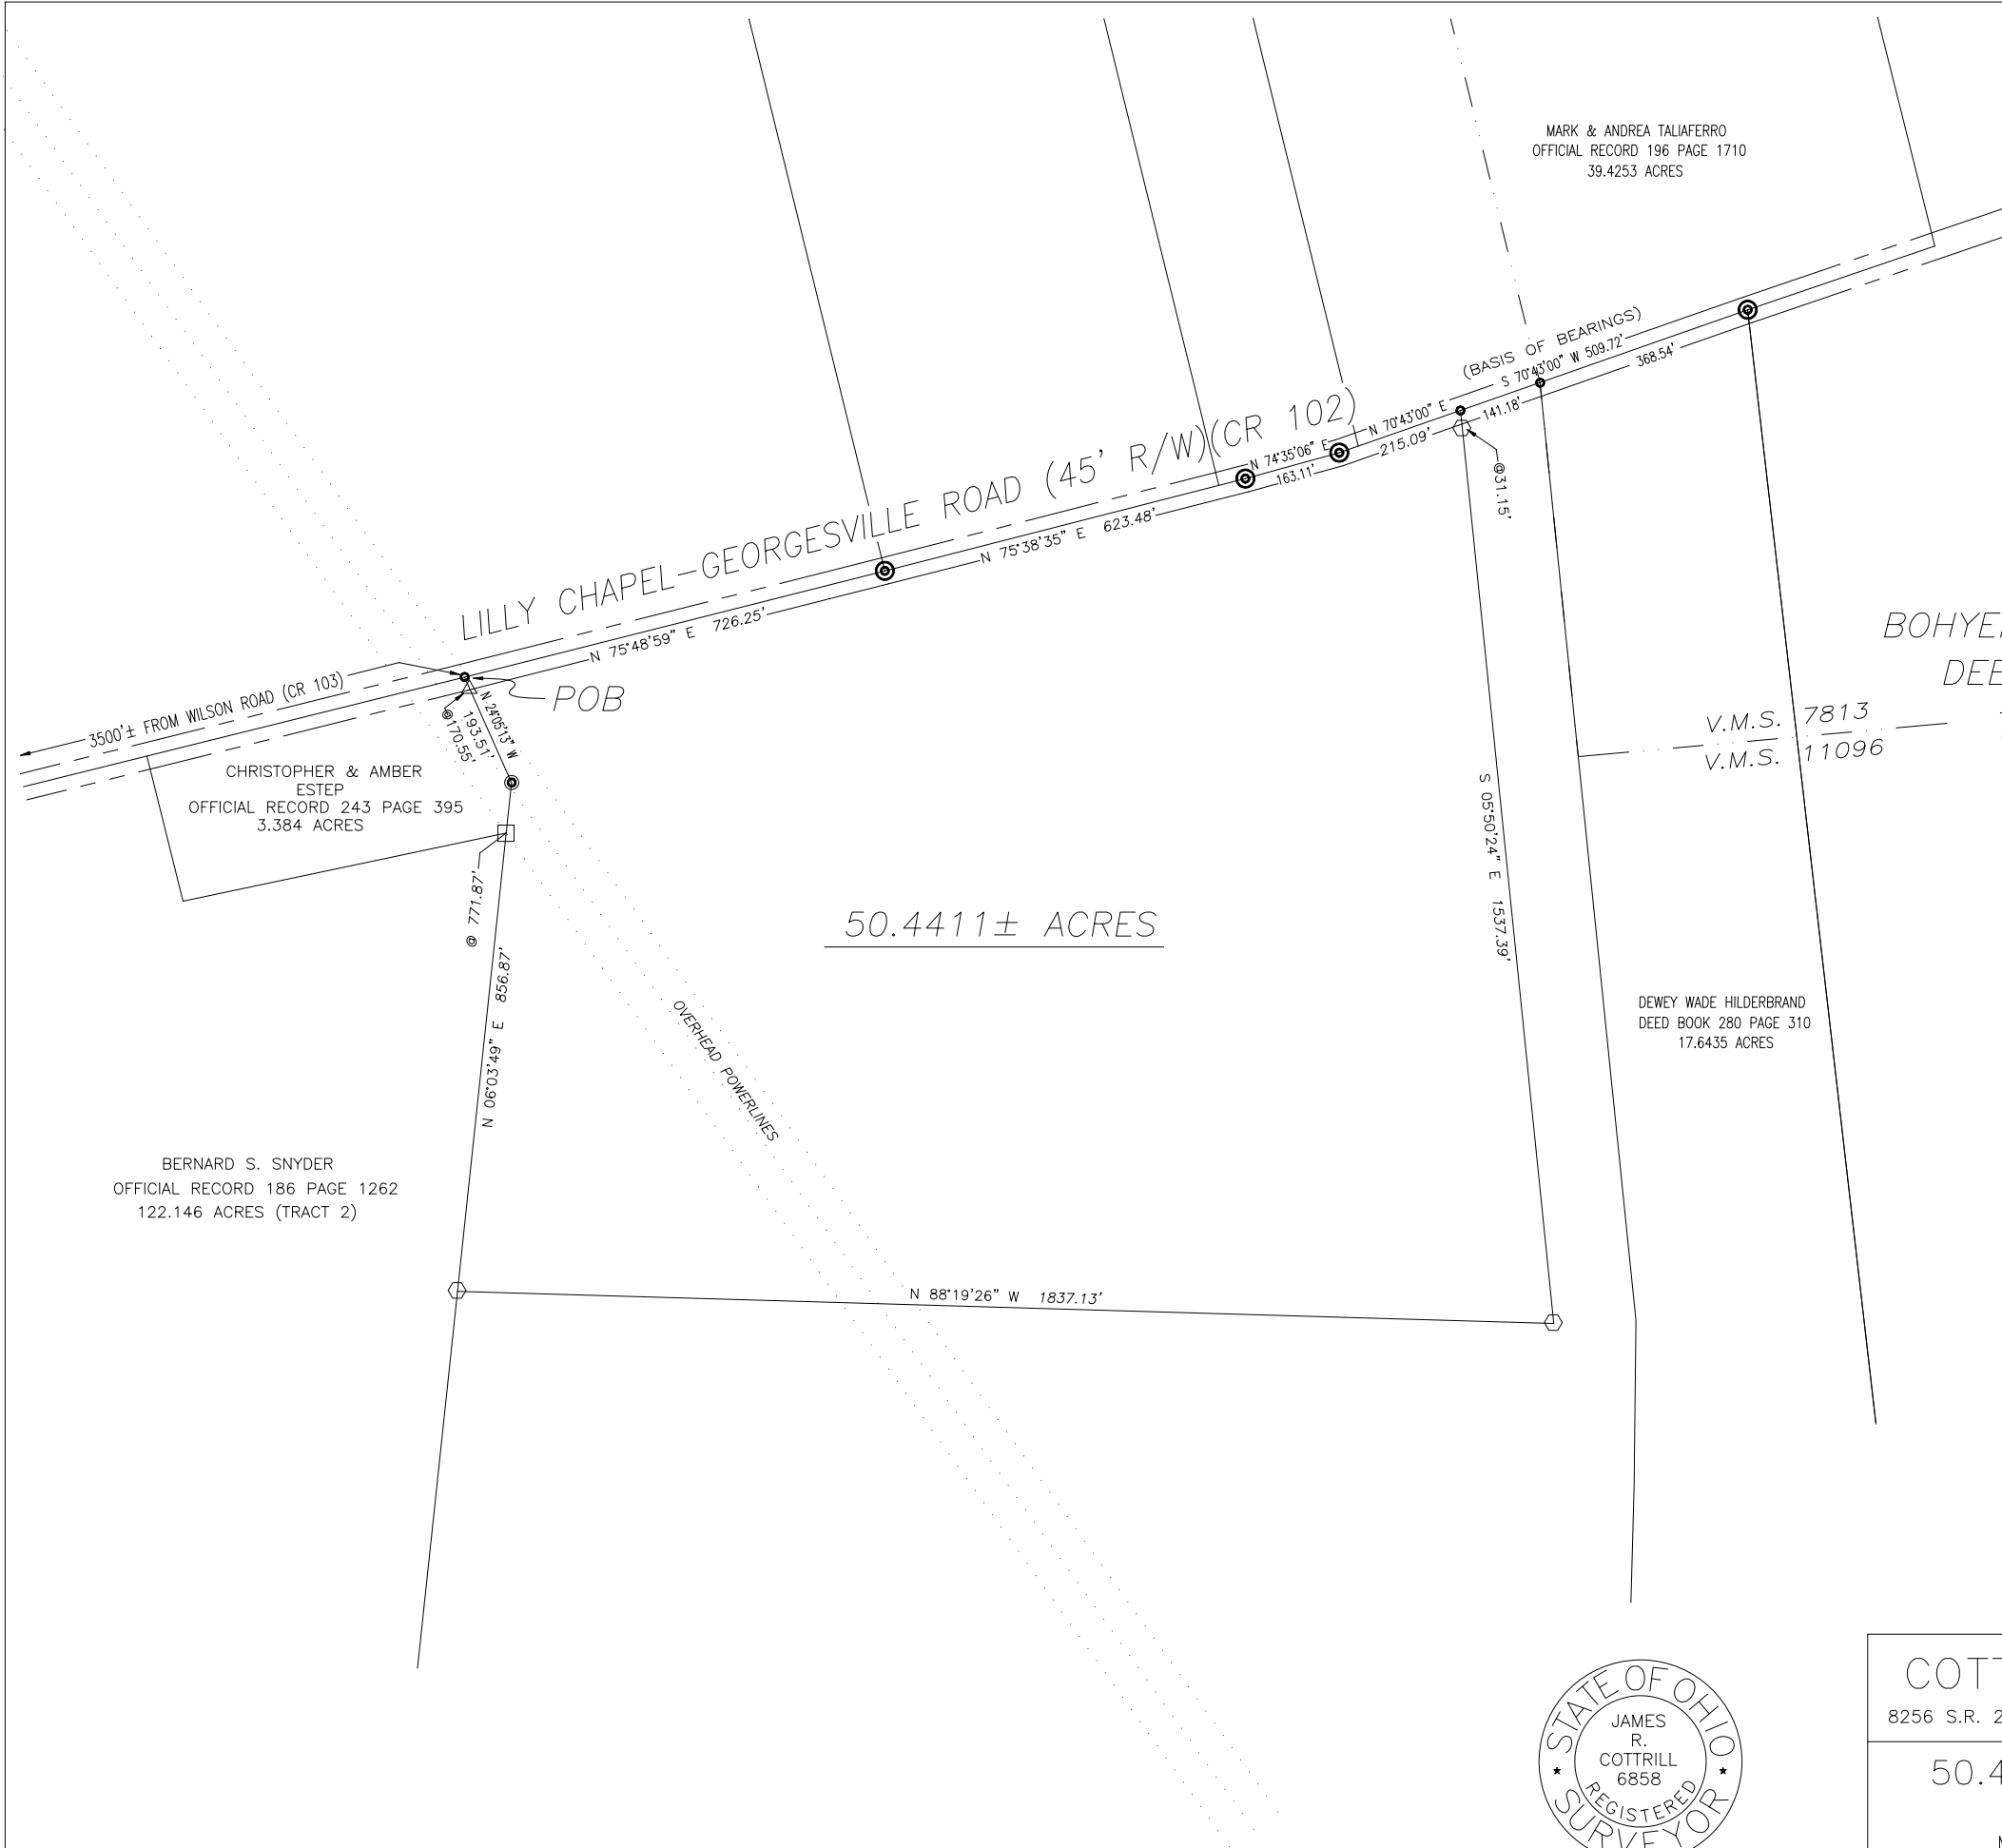 MARK & ANDREA TALIAFERRO
OFFICIAL RECORD 196 PAGE 1710
39.4253 ACRES
(BASIS OF BEARINGS)
S 70°43'00" W 509.72'
368.54'
141.18'
N 70°43'00" E
215.09'
@31.15'
N 74°35'06" E
163.11'
LILLY CHAPEL-GEORGESVILLE ROAD (45' R/W)(CR 102)
N 75°38'35" E 623.48'
N 75°48'59" E 726.25'
3500'± FROM WILSON ROAD (CR 103)
POB
N 24°05'13" W
193.51'
@170.55'
CHRISTOPHER & AMBER
ESTEP
OFFICIAL RECORD 243 PAGE 395
3.384 ACRES
@ 771.87'
N 06°03'49" E 856.87'
50.4411± ACRES
S 05°50'24" E 1537.39'
BOHYE
DEE
V.M.S. 7813
V.M.S. 11096
DEWEY WADE HILDERBRAND
DEED BOOK 280 PAGE 310
17.6435 ACRES
OVERHEAD POWERLINES
BERNARD S. SNYDER
OFFICIAL RECORD 186 PAGE 1262
122.146 ACRES (TRACT 2)
N 88°19'26" W 1837.13'
STATE OF OHIO
JAMES
R.
COTTRILL
6858
REGISTERED
SURVEYOR
COTT
8256 S.R. 2
50.4